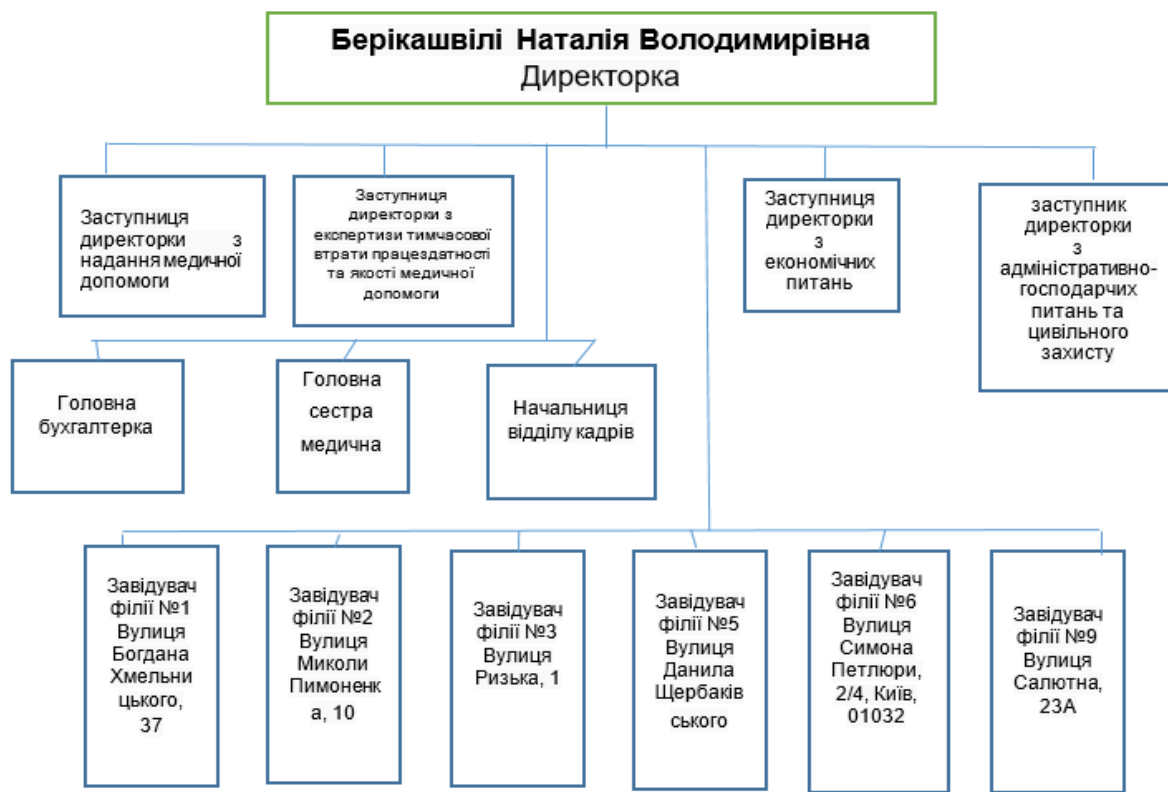 Берікашвілі Наталія Володимирівна
Директорка
Заступниця
директорки з
надання медичної
допомоги
Заступниця
директорки з
експертизи тимчасової
втрати працездатності
та якості медичної
допомоги
Заступниця
директорки
з
економічних
питань
заступник
директорки
з
адміністративно-
господарчих
питань та
цивільного
захисту
Головна
бухгалтерка
Головна
сестра
медична
Начальниця
відділу кадрів
Завідувач
філії №1
Вулиця
Богдана
Хмельни
цького,
37
Завідувач
філії №2
Вулиця
Миколи
Пимоненк
а, 10
Завідувач
філії №3
Вулиця
Ризька, 1
Завідувач
філії №5
Вулиця
Данила
Щербаків
ського
Завідувач
філії №6
Вулиця
Симона
Петлюри,
2/4, Київ,
01032
Завідувач
філії №9
Вулиця
Салютна,
23А